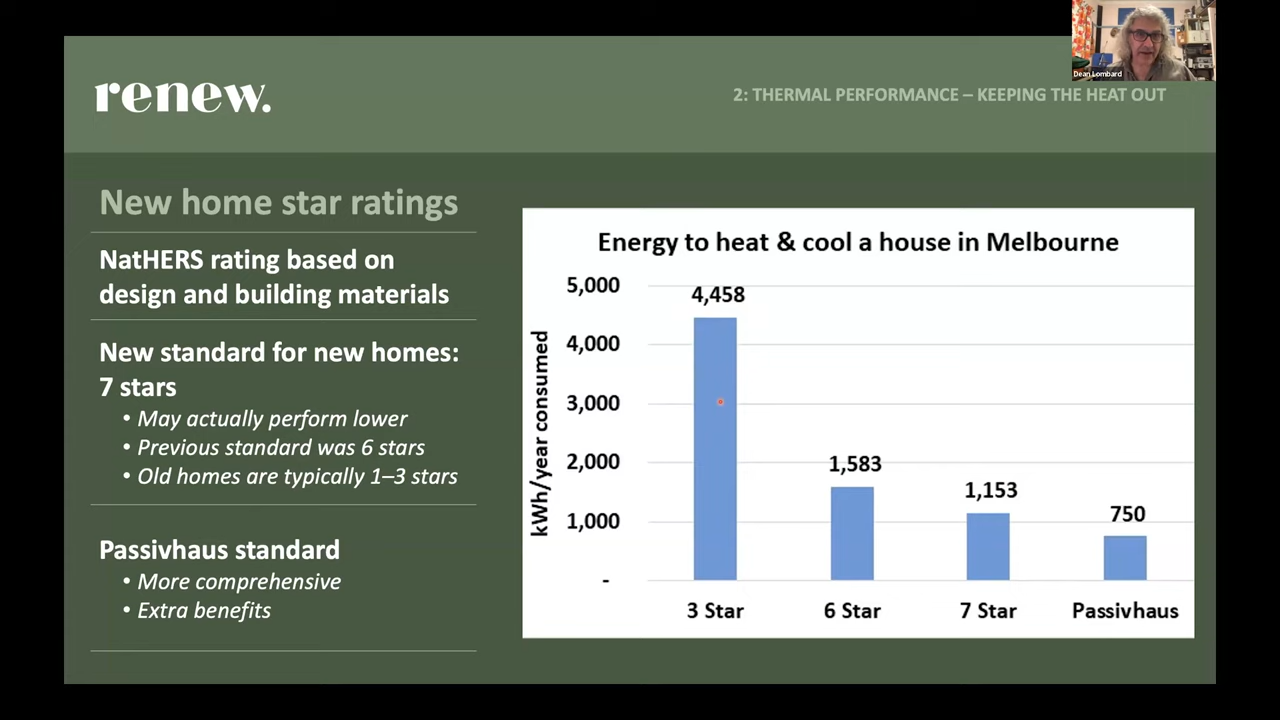 Dean Lombard
renew.
2: THERMAL PERFORMANCE – KEEPING THE HEAT OUT
New home star ratings
NatHERS rating based on
design and building materials
New standard for new homes:
7 stars
• May actually perform lower
• Previous standard was 6 stars
• Old homes are typically 1–3 stars
Passivhaus standard
• More comprehensive
• Extra benefits
Energy to heat & cool a house in Melbourne
kWh/year consumed
5,000
4,000
3,000
2,000
1,000
-
4,458
1,583
1,153
750
3 Star
6 Star
7 Star
Passivhaus